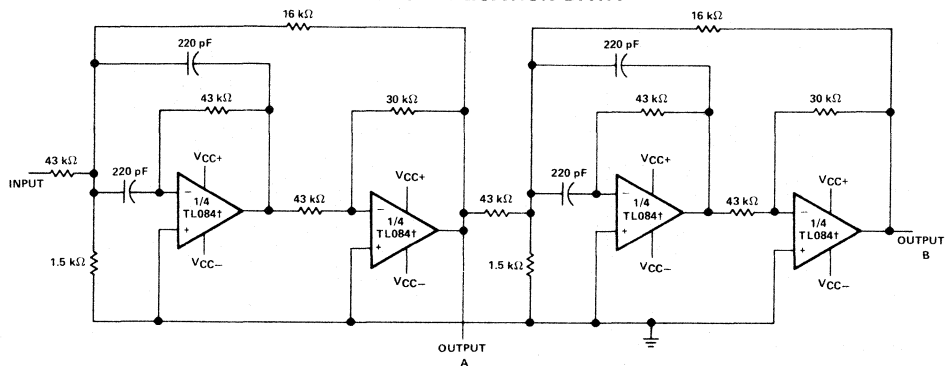 16 kΩ
220 pF
43 kΩ
30 kΩ
43 kΩ
INPUT
220 pF
VCC+
1/4
TL084†
VCC−
43 kΩ
VCC+
1/4
TL084†
VCC−
1.5 kΩ
OUTPUT
A
16 kΩ
220 pF
43 kΩ
30 kΩ
43 kΩ
220 pF
VCC+
1/4
TL084†
VCC−
43 kΩ
VCC+
1/4
TL084†
VCC−
1.5 kΩ
OUTPUT
B